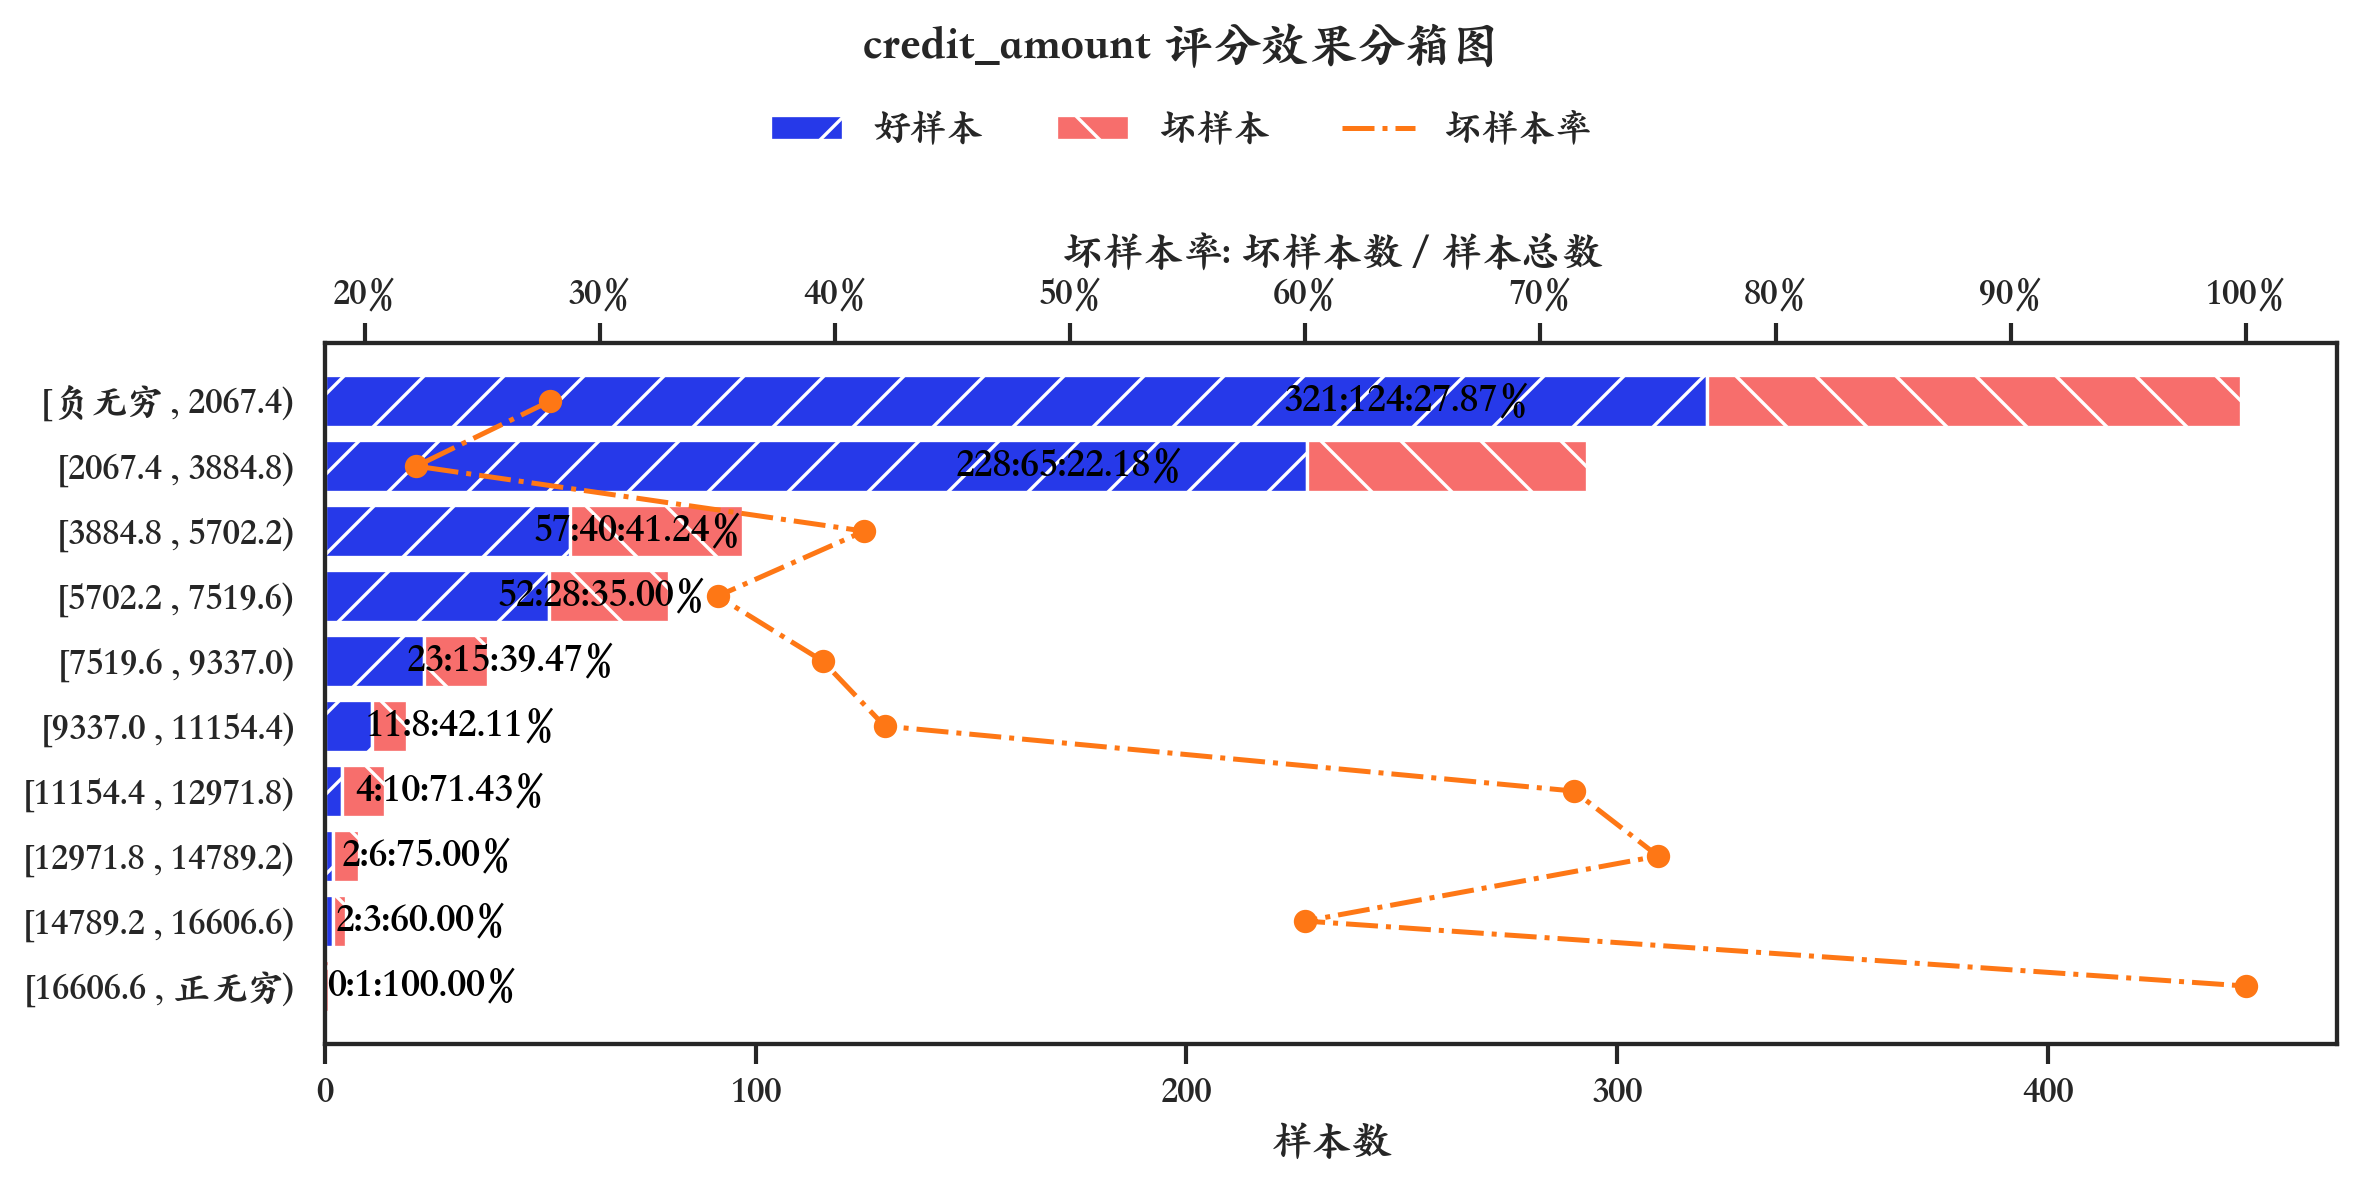 credit_amount 评分效果分箱图
好样本 坏样本 坏样本率
坏样本率: 坏样本数 / 样本总数
20% 30% 40% 50% 60% 70% 80% 90% 100%
[负无穷 , 2067.4) 321:124:27.87%
[2067.4 , 3884.8) 228:65:22.18%
[3884.8 , 5702.2) 57:40:41.24%
[5702.2 , 7519.6) 52:28:35.00%
[7519.6 , 9337.0) 23:15:39.47%
[9337.0 , 11154.4) 11:8:42.11%
[11154.4 , 12971.8) 4:10:71.43%
[12971.8 , 14789.2) 2:6:75.00%
[14789.2 , 16606.6) 2:3:60.00%
[16606.6 , 正无穷) 0:1:100.00%
0 100 200 300 400
样本数